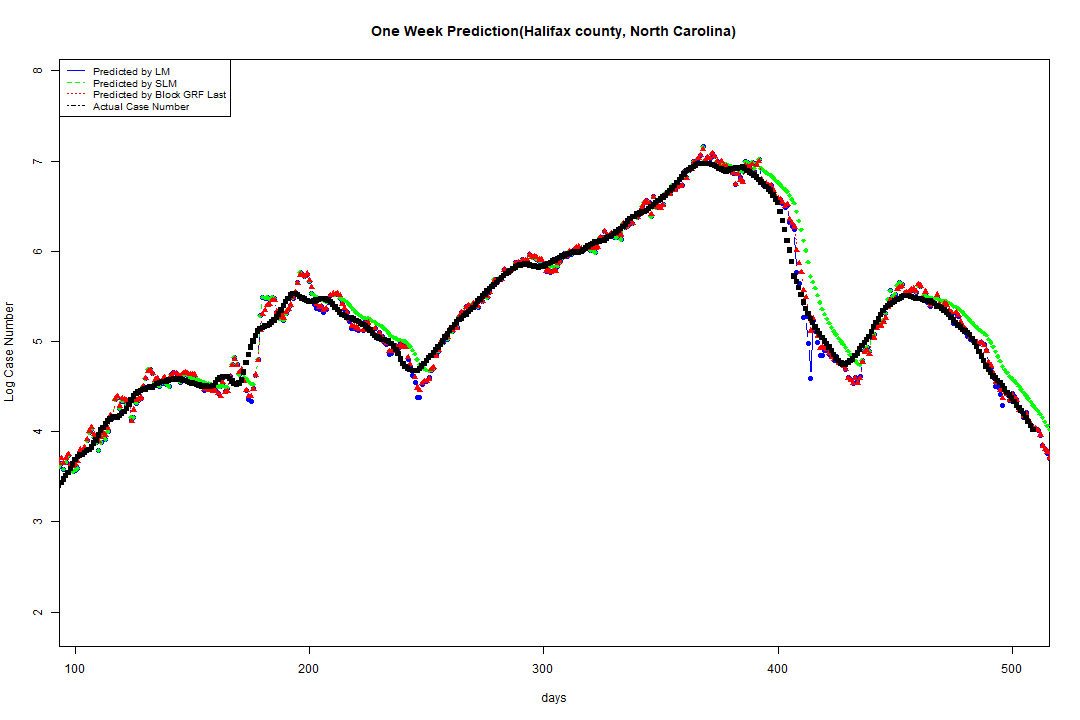 One Week Prediction(Halifax county, North Carolina)
Predicted by LM
Predicted by SLM
Predicted by Block GRF Last
Actual Case Number
Log Case Number
8
7
6
5
4
3
2
100 200 300 400 500
days